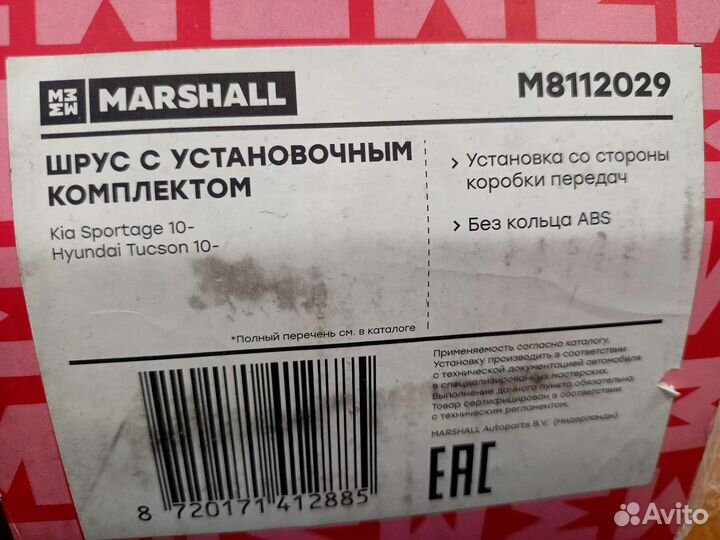 MARSHALL
M8112029
ШРУС С УСТАНОВОЧНЫМ
КОМПЛЕКТОМ
Kia Sportage 10-
Hyundai Tucson 10-
> Установка со стороны
коробки передач
> Без кольца ABS
*Полный перечень см. в каталоге
Применяемость согласно каталогу.
Установку производить в соответствии
с технической документацией автомобиля
в специализированных мастерских.
Выполнение данного пункта обязательно.
Товар сертифицирован в соответствии
с техническим регламентом.
MARSHALL Autoparts B.V. (Нидерланды)
8 720171 412885
EAC
Avito